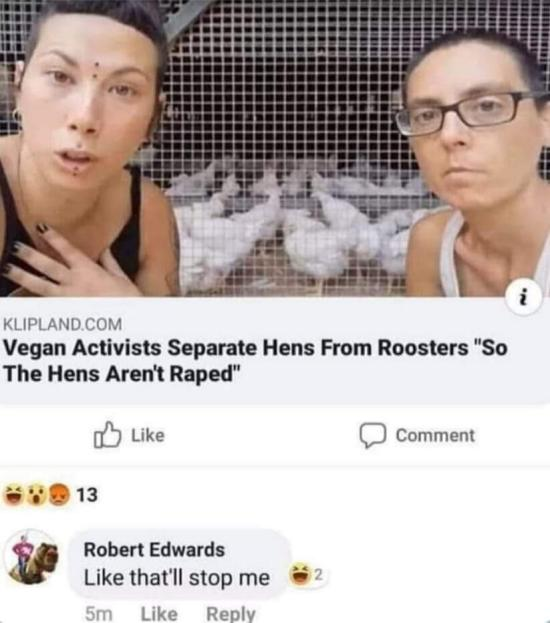 i
KLIPLAND.COM
Vegan Activists Separate Hens From Roosters "So
The Hens Aren't Raped"
Like
Comment
13
Robert Edwards
Like that'll stop me
2
5m Like Reply